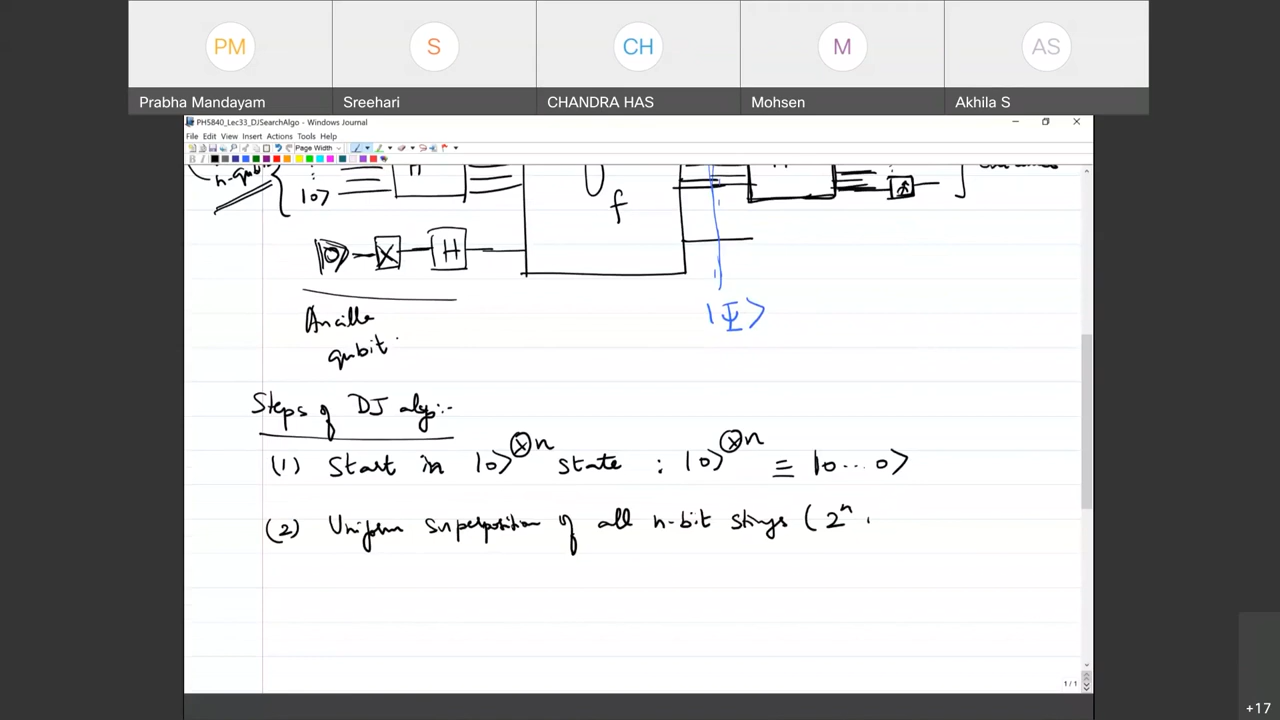 PM S CH M AS
Prabha Mandayam Sreehari CHANDRA HAS Mohsen Akhila S
PH5840_Lec33_DJSearchAlgo - Windows Journal
File Edit View Insert Actions Tools Help
Page Width
n-qubit
H
|0⟩
U
f
|0⟩ X H
|Ψ⟩
Ancilla
qubit
Steps of DJ algo:-
(1) Start in |0⟩^⊗n state : |0⟩^⊗n ≡ |0...0⟩
(2) Uniform superposition of all n-bit strings (2^n
1 / 1
+17